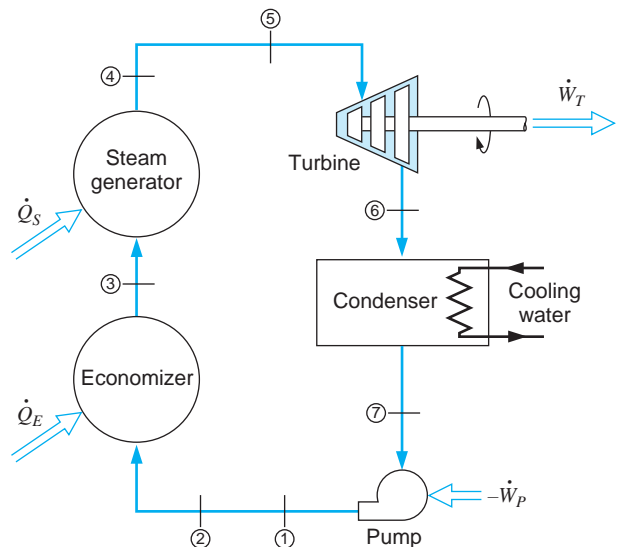 ⑤
④
Ẇ_T
Steam
generator
Turbine
Q̇_S
⑥
③
Condenser
Cooling
water
Economizer
Q̇_E
⑦
–Ẇ_P
②
①
Pump